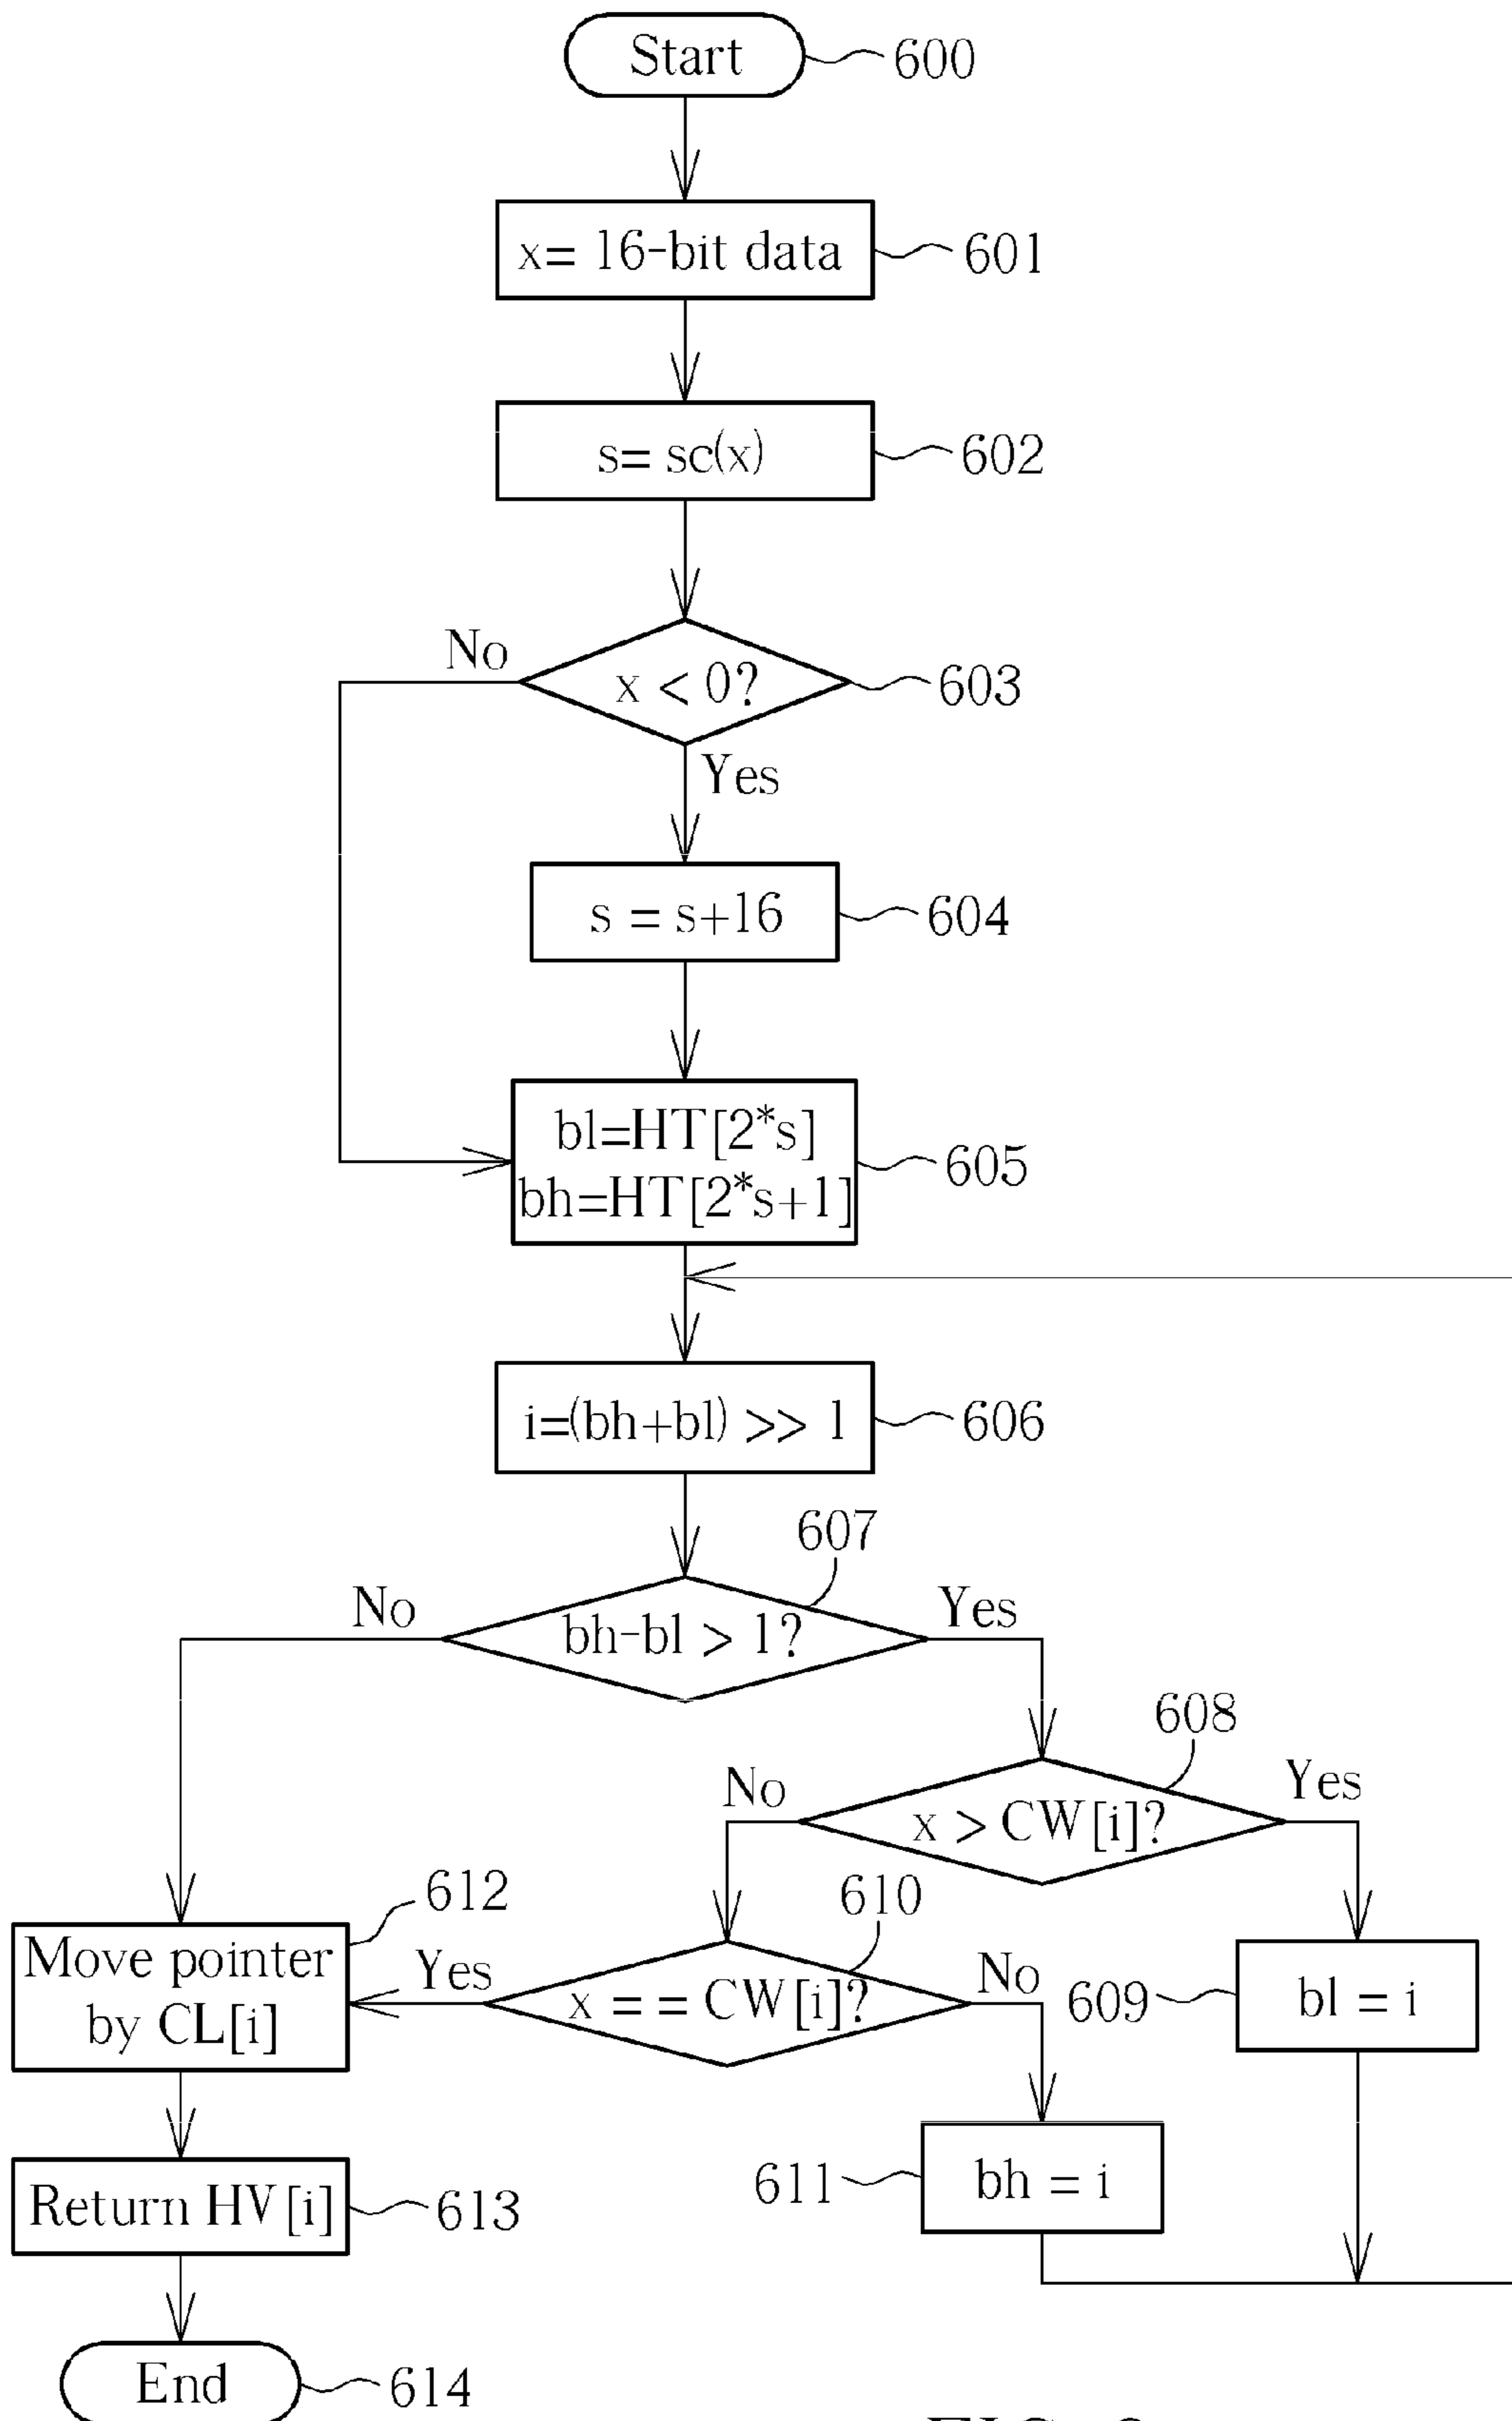 Start
600
x= 16-bit data
601
s= sc(x)
602
No
x < 0?
603
Yes
s = s+16
604
bl=HT[2*s]
bh=HT[2*s+1]
605
i=(bh+bl) >> 1
606
607
No
bh-bl > 1?
Yes
608
No
x > CW[i]?
Yes
612
610
Move pointer
by CL[i]
Yes
x = = CW[i]?
No
609
bl = i
Return HV[i]
613
611
bh = i
End
614